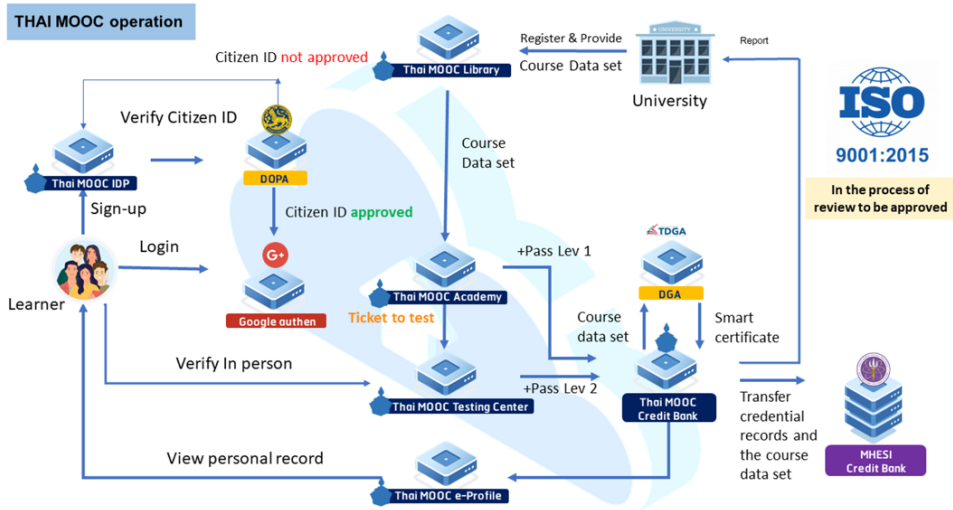 THAI MOOC operation
Citizen ID not approved
Thai MOOC Library
Register & Provide
Course Data set
UNIVERSITY
University
Report
ISO
9001:2015
In the process of
review to be approved
Verify Citizen ID
Thai MOOC IDP
DOPA
Sign-up
Citizen ID approved
Course
Data set
Login
Learner
G+
Google authen
Thai MOOC Academy
Ticket to test
+Pass Lev 1
TDGA
DGA
Course
data set
Smart
certificate
Verify In person
Thai MOOC Testing Center
+Pass Lev 2
Thai MOOC
Credit Bank
Transfer
credential
records and
the course
data set
MHESI
Credit Bank
View personal record
Thai MOOC e-Profile